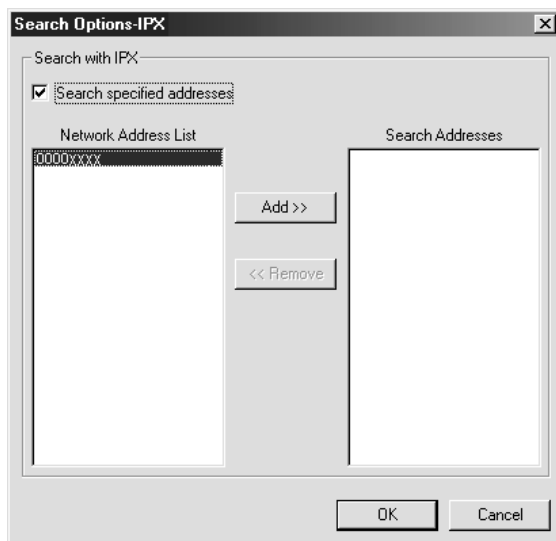 Search Options-IPX
Search with IPX
Search specified addresses
Network Address List
Search Addresses
0000xxxx
Add >>
<< Remove
OK
Cancel